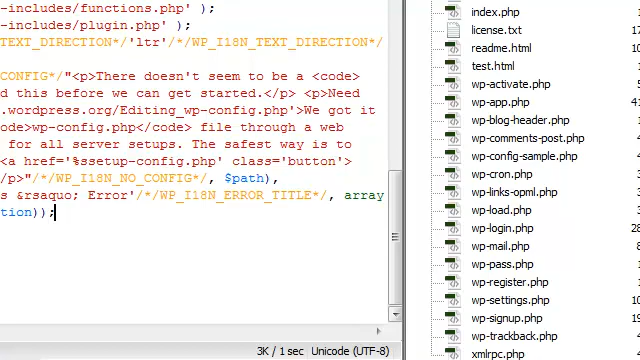 -includes/functions.php' );
-includes/plugin.php' );
TEXT_DIRECTION*/'ltr'/*/WP_I18N_TEXT_DIRECTION*/
CONFIG*/"<p>There doesn't seem to be a <code>
d this before we can get started.</p> <p>Need
.wordpress.org/Editing_wp-config.php'>We got it
ode>wp-config.php</code> file through a web
for all server setups. The safest way is to
<a href='%ssetup-config.php' class='button'>
/p>"/*/WP_I18N_NO_CONFIG*/, $path),
s &rsaquo; Error'/*/WP_I18N_ERROR_TITLE*/, array
tion));
3K / 1 sec Unicode (UTF-8)
index.php
license.txt
readme.html
test.html
wp-activate.php
wp-app.php
wp-blog-header.php
wp-comments-post.php
wp-config-sample.php
wp-cron.php
wp-links-opml.php
wp-load.php
wp-login.php
wp-mail.php
wp-pass.php
wp-register.php
wp-settings.php
wp-signup.php
wp-trackback.php
xmlrpc.php